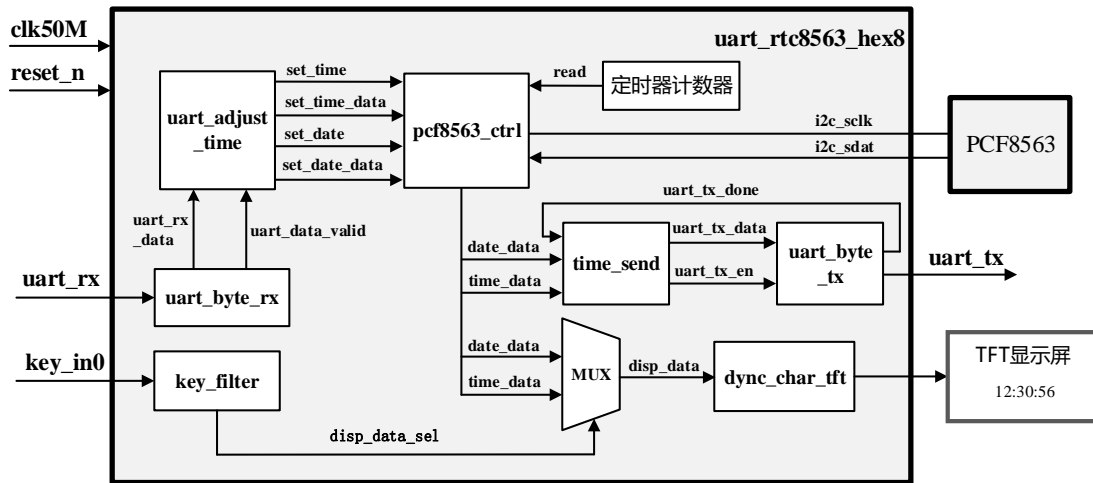 clk50M
uart_rtc8563_hex8
reset_n
set_time
read
定时器计数器
set_time_data
uart_adjust
_time
pcf8563_ctrl
set_date
i2c_sclk
PCF8563
set_date_data
i2c_sdat
uart_tx_done
uart_rx
_data
uart_data_valid
uart_tx_data
date_data
time_send
uart_byte
_tx
uart_tx
uart_rx
uart_byte_rx
time_data
uart_tx_en
date_data
TFT显示屏
key_in0
key_filter
MUX
disp_data
dync_char_tft
time_data
12:30:56
disp_data_sel